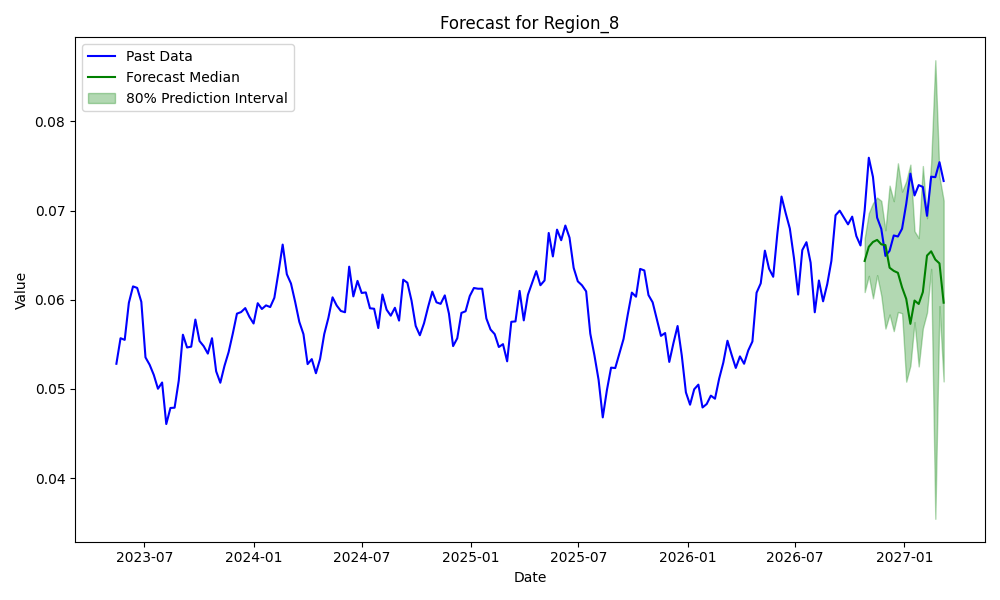 Forecast for Region_8
Past Data
Forecast Median
80% Prediction Interval
Value
0.08
0.07
0.06
0.05
0.04
2023-07
2024-01
2024-07
2025-01
2025-07
2026-01
2026-07
2027-01
Date